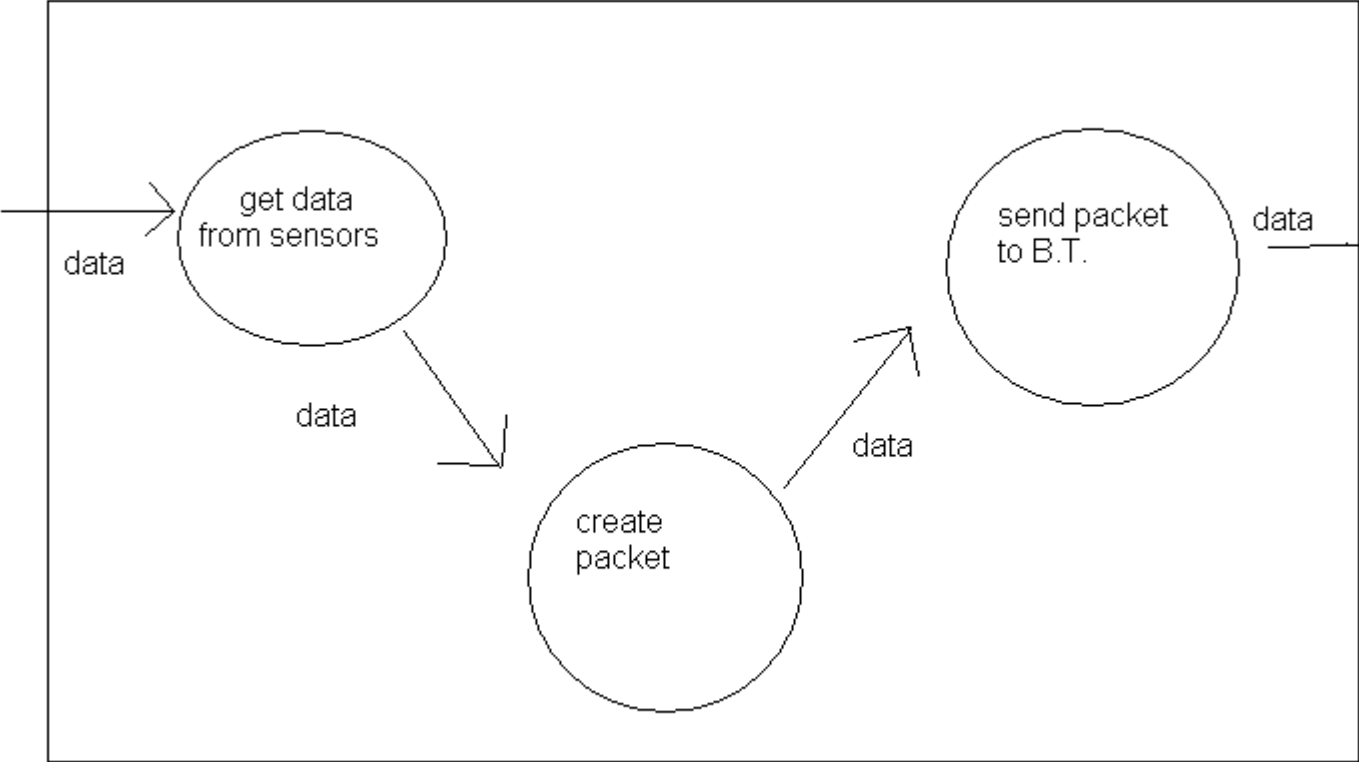 get data
from sensors
data
data
create
packet
data
send packet
to B.T.
data